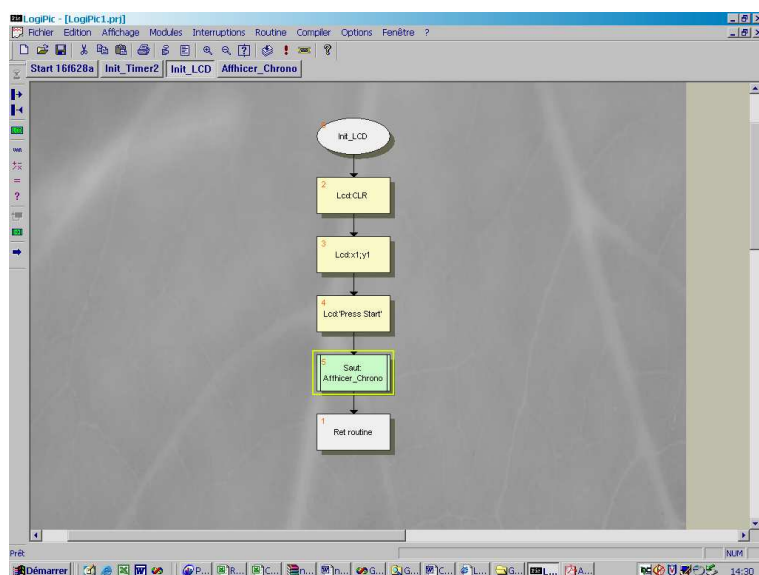 LogiPic - [LogiPic1.prj]
Fichier Edition Affichage Modules Interruptions Routine Compiler Options Fenêtre ?
Start 16f628a Init_Timer2 Init_LCD Affhicer_Chrono
Init_LCD
2
Lcd:CLR
3
Lcd:x1;y1
4
Lcd:'Press Start'
5
Saut:
Affhicer_Chrono
1
Ret routine
Prêt
NUM
Démarrer P... R... C... n... n... G... G... C... L... G... L... A... 14:30